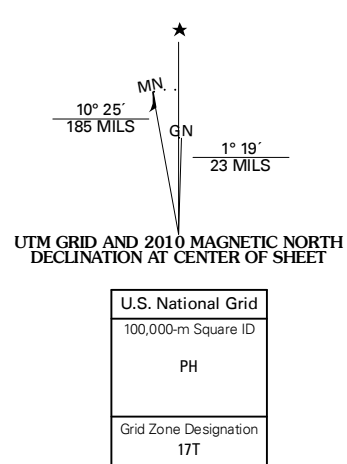 ★
MN
10° 25´
185 MILS
GN
1° 19´
23 MILS
UTM GRID AND 2010 MAGNETIC NORTH
DECLINATION AT CENTER OF SHEET
U.S. National Grid
100,000-m Square ID
PH
Grid Zone Designation
17T